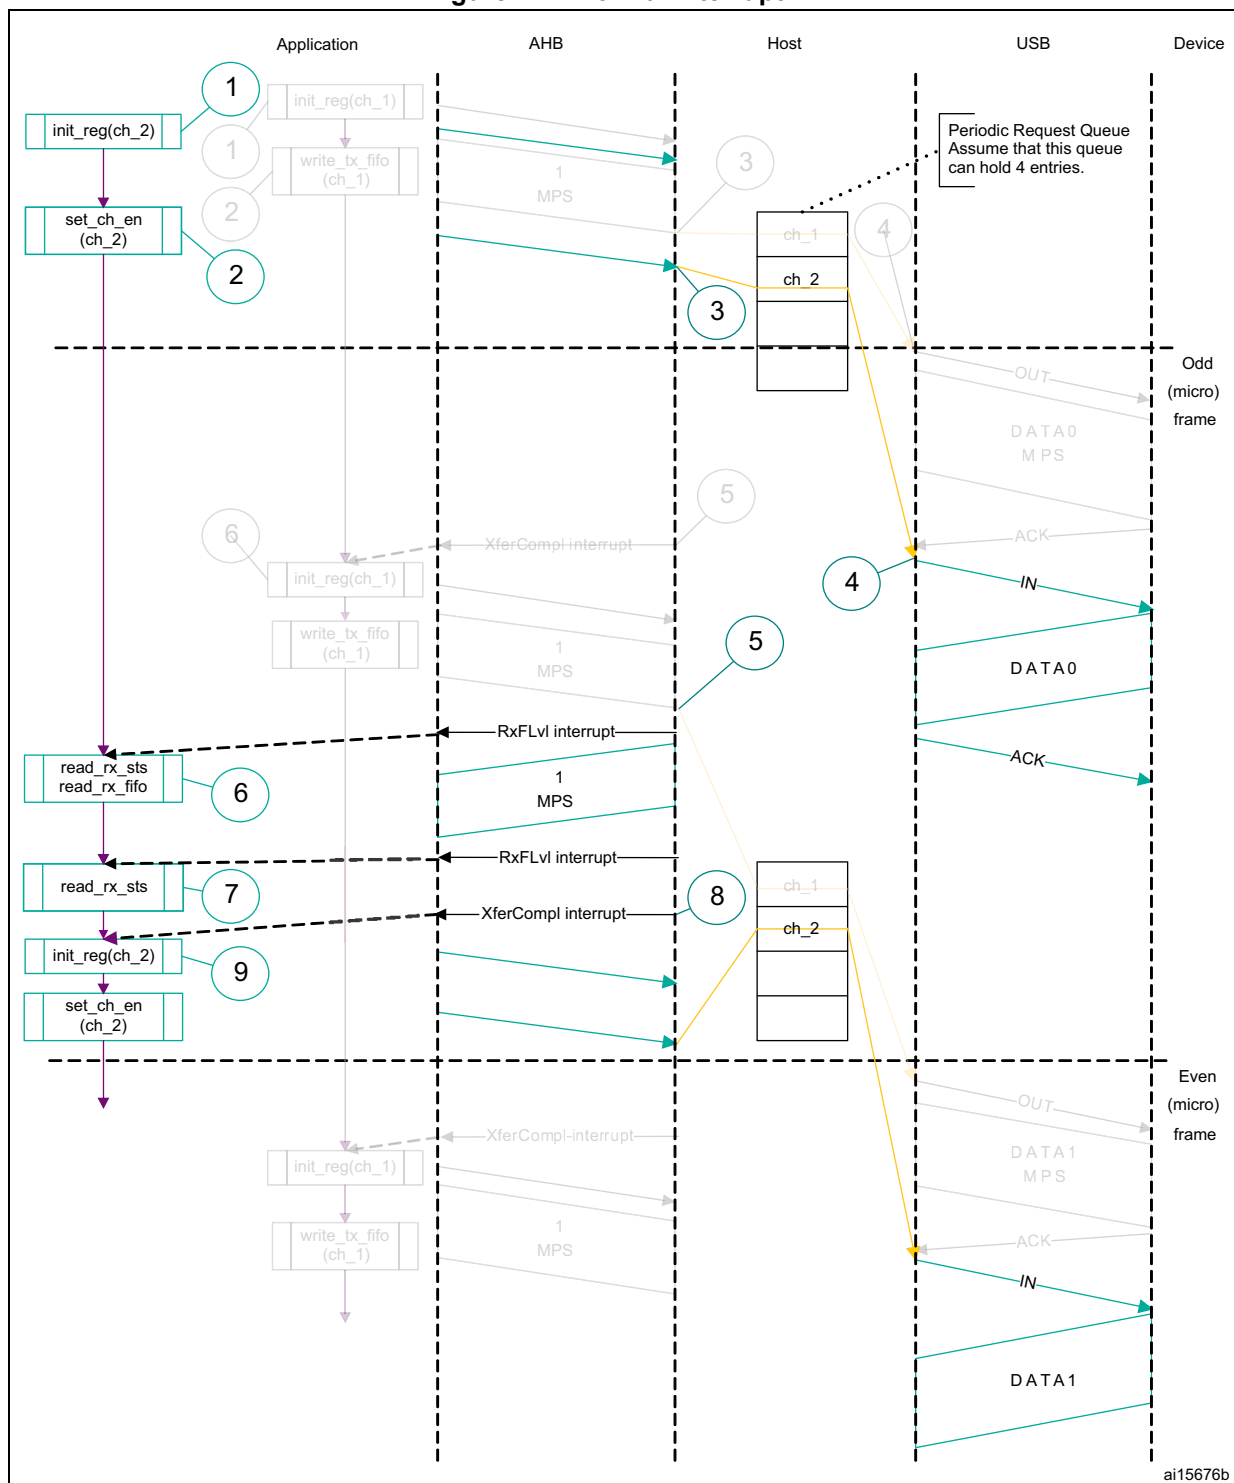 Application AHB Host USB Device
1
init_reg(ch_1)
init_reg(ch_2)
Periodic Request Queue
Assume that this queue
can hold 4 entries.
1
write_tx_fifo
(ch_1)
1
MPS
3
2
set_ch_en
(ch_2)
ch_1
4
2
ch_2
3
Odd
(micro)
frame
OUT
DATA0
MPS
5
6
XferCompl interrupt
ACK
init_reg(ch_1)
4
IN
write_tx_fifo
(ch_1)
1
MPS
5
DATA0
RxFLvl interrupt
ACK
read_rx_sts
read_rx_fifo
6
1
MPS
RxFLvl interrupt
read_rx_sts
7
ch_1
8
XferCompl interrupt
ch_2
init_reg(ch_2)
9
set_ch_en
(ch_2)
Even
(micro)
frame
OUT
XferCompl-interrupt
DATA1
MPS
init_reg(ch_1)
write_tx_fifo
(ch_1)
1
MPS
ACK
IN
DATA1
ai15676b